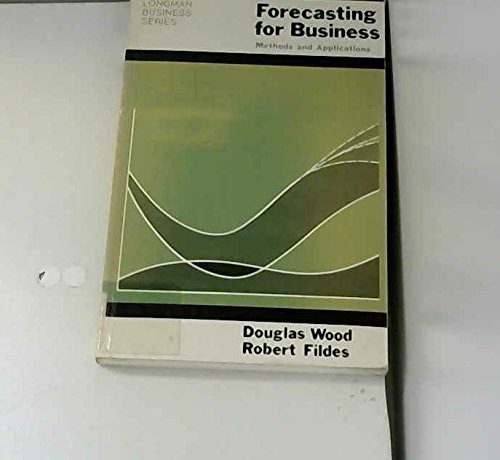 LONGMAN
BUSINESS
SERIES
Forecasting
for Business
Methods and Applications
Douglas Wood
Robert Fildes